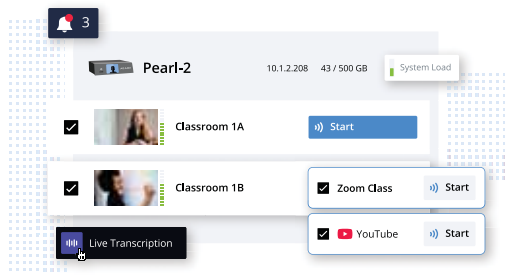 3
Pearl-2 10.1.2.208 43 / 500 GB System Load
Classroom 1A Start
Classroom 1B
Zoom Class Start
YouTube Start
Live Transcription